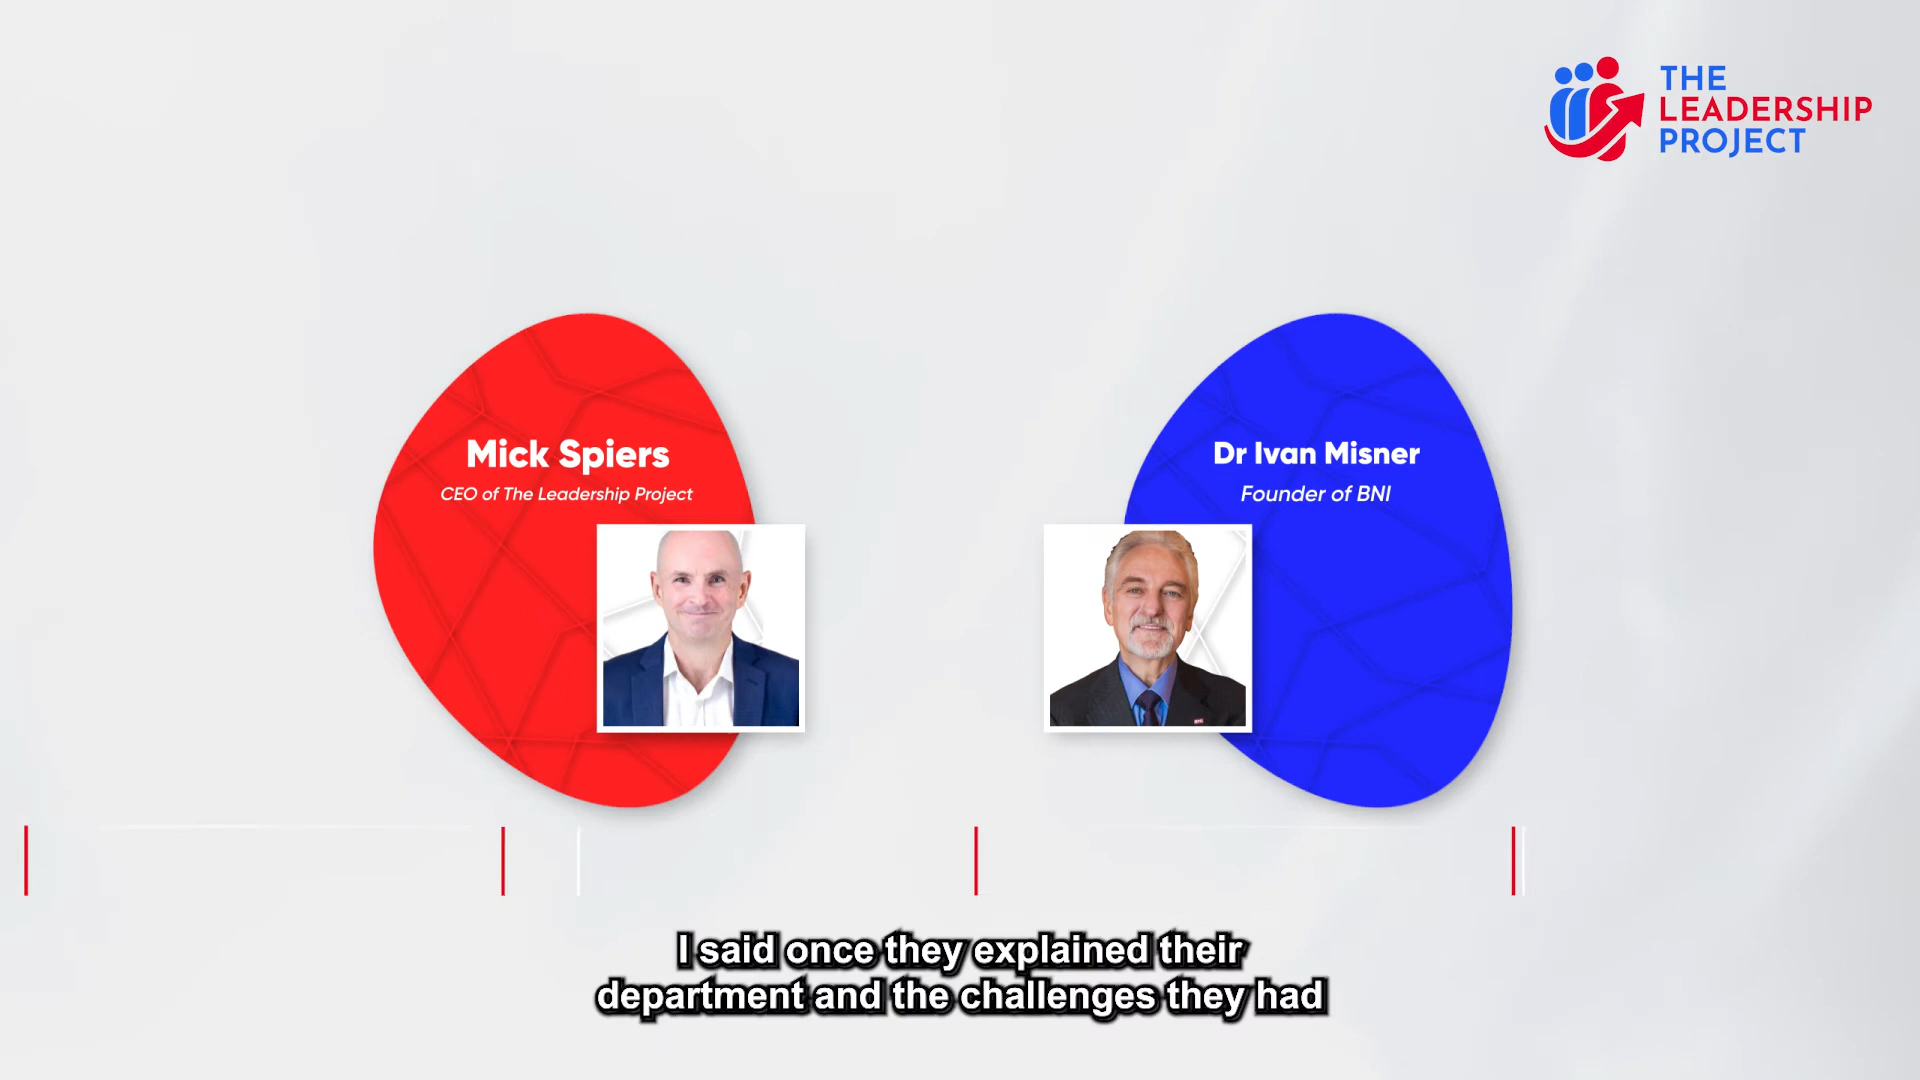 THE
LEADERSHIP
PROJECT
Mick Spiers
CEO of The Leadership Project
Dr Ivan Misner
Founder of BNI
I said once they explained their
department and the challenges they had